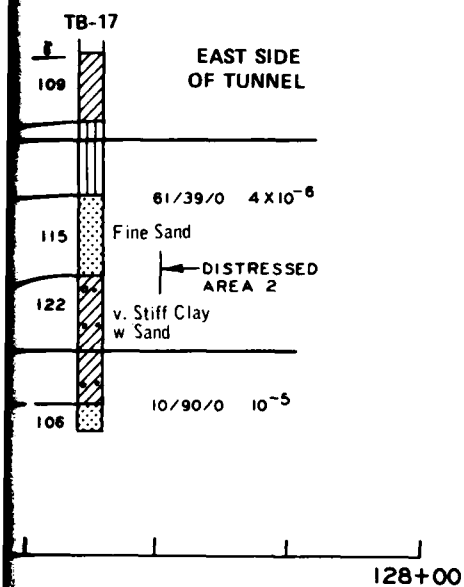 TB-17
EAST SIDE
OF TUNNEL
109
61/39/0 4X10⁻⁶
115 Fine Sand
DISTRESSED
AREA 2
122
v. Stiff Clay
w Sand
10/90/0 10⁻⁵
106
128+00